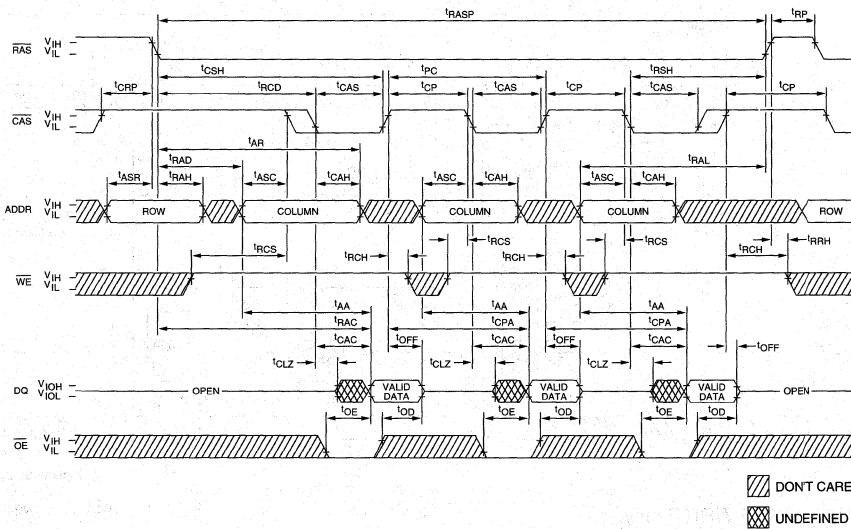 tRASP tRP
RAS VIH
VIL
tCSH tPC tRSH
tCRP tRCD tCAS tCP tCAS tCP tCAS tCP
CAS VIH
VIL
tAR
tRAD tRAL
tASR tRAH tASC tCAH tASC tCAH tASC tCAH
ADDR VIH
VIL
ROW COLUMN COLUMN COLUMN ROW
tRCS tRCH tRCS tRCH tRCS tRCH tRRH
WE VIH
VIL
tAA tAA tAA
tRAC tCPA tCPA
tCAC tOFF tCAC tOFF tCAC tOFF
tCLZ tCLZ tCLZ
DQ VIOH
VIOL
OPEN VALID DATA VALID DATA VALID DATA OPEN
tOE tOD tOE tOD tOE tOD
OE VIH
VIL
DON'T CARE
UNDEFINED